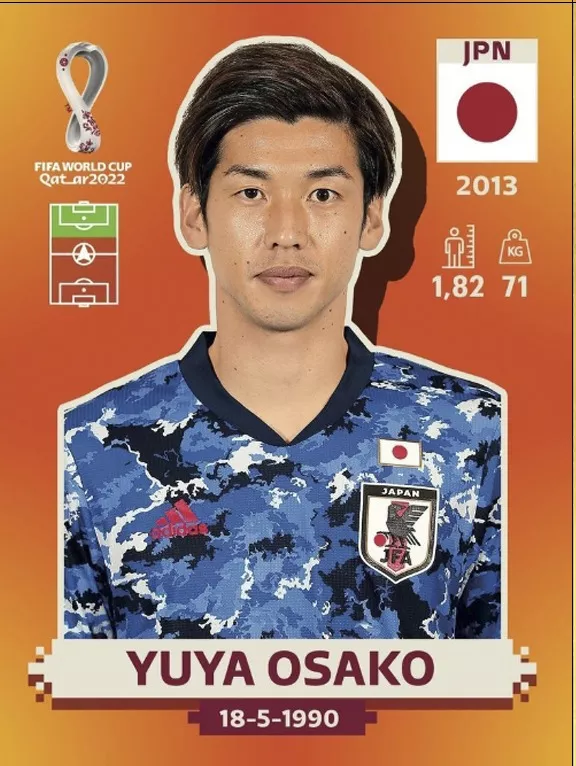 JPN
FIFA WORLD CUP
Qatar2022
2013
KG
1,82 71
adidas
JAPAN
JFA
YUYA OSAKO
18-5-1990